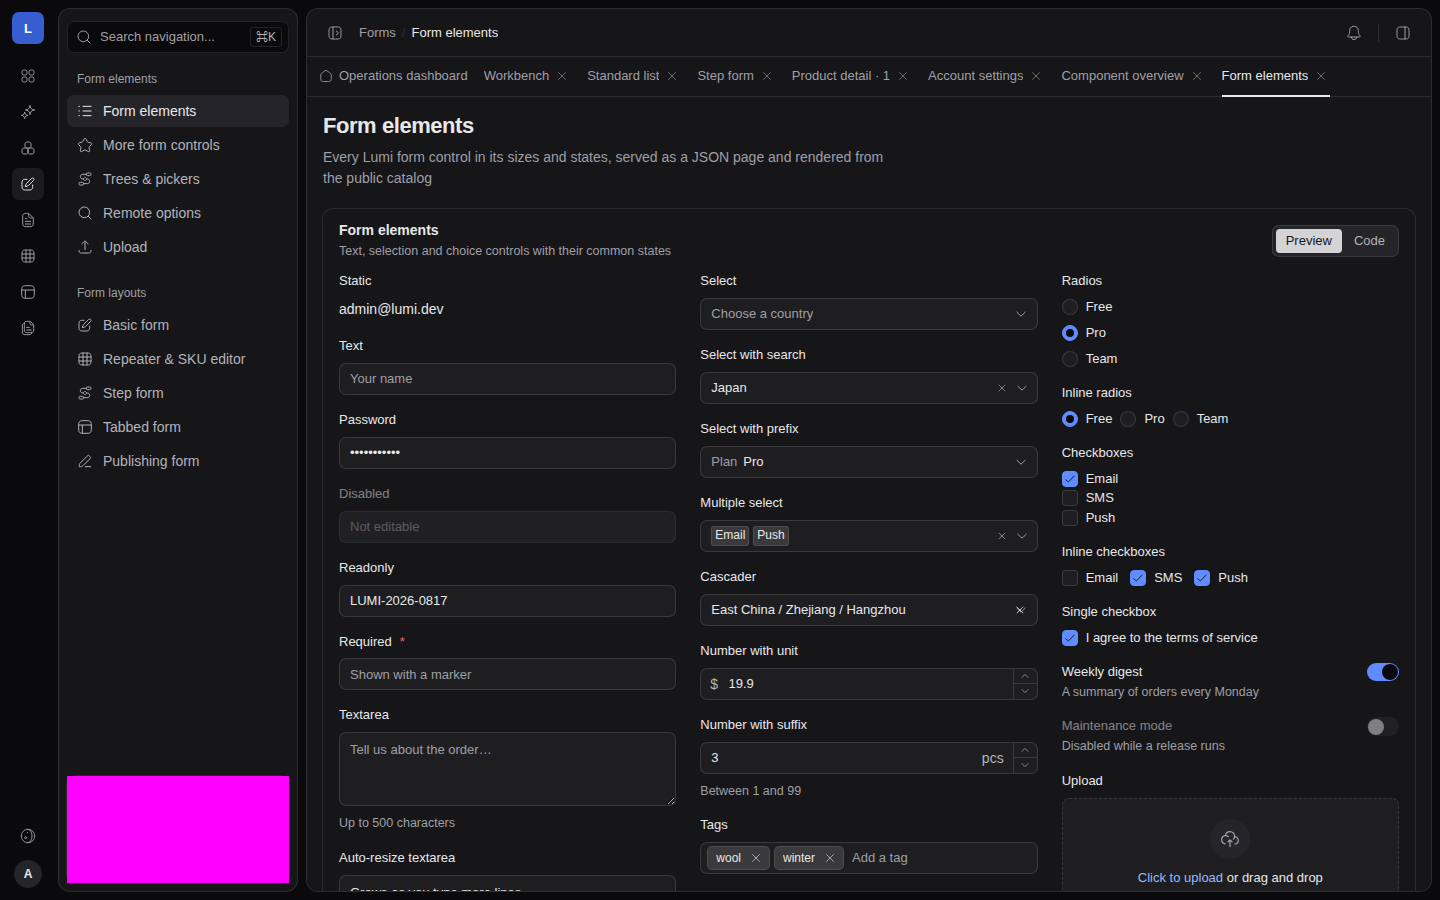 L
Search navigation...
⌘K
Form elements
Form elements
More form controls
Trees & pickers
Remote options
Upload
Form layouts
Basic form
Repeater & SKU editor
Step form
Tabbed form
Publishing form
A
Forms / Form elements
Operations dashboard
Workbench
Standard list
Step form
Product detail · 1
Account settings
Component overview
Form elements
Form elements
Every Lumi form control in its sizes and states, served as a JSON page and rendered from
the public catalog
Form elements
Text, selection and choice controls with their common states
Preview
Code
Static
admin@lumi.dev
Text
Your name
Password
•••••••••••
Disabled
Not editable
Readonly
LUMI-2026-0817
Required *
Shown with a marker
Textarea
Tell us about the order…
Up to 500 characters
Auto-resize textarea
Grows as you type more lines
Select
Choose a country
Select with search
Japan
Select with prefix
Plan Pro
Multiple select
Email Push
Cascader
East China / Zhejiang / Hangzhou
Number with unit
$ 19.9
Number with suffix
3 pcs
Between 1 and 99
Tags
wool winter Add a tag
Radios
Free
Pro
Team
Inline radios
Free Pro Team
Checkboxes
Email
SMS
Push
Inline checkboxes
Email SMS Push
Single checkbox
I agree to the terms of service
Weekly digest
A summary of orders every Monday
Maintenance mode
Disabled while a release runs
Upload
Click to upload or drag and drop